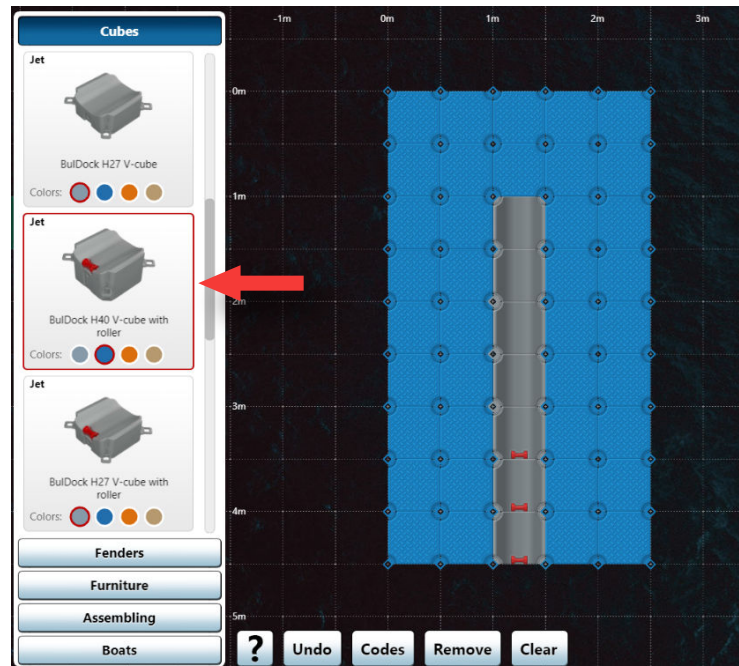 Cubes
Jet
BulDock H27 V-cube
Colors:
Jet
BulDock H40 V-cube with
roller
Colors:
Jet
BulDock H27 V-cube with
roller
Colors:
Fenders
Furniture
Assembling
Boats
-1m
0m
1m
2m
3m
-0m
-1m
-2m
-3m
-4m
-5m
?
Undo
Codes
Remove
Clear